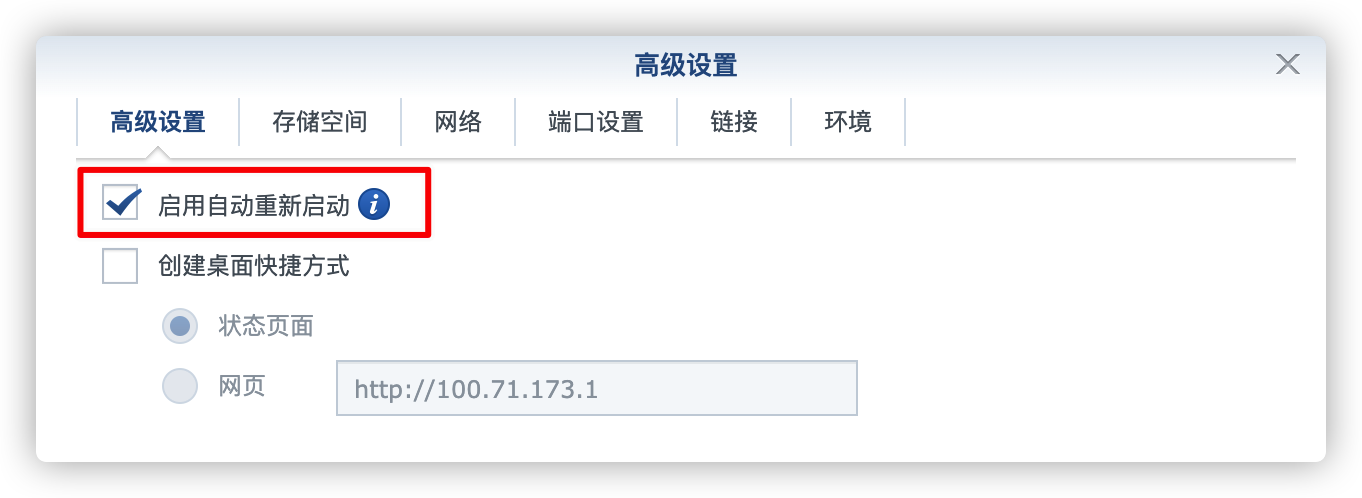 高级设置
高级设置 存储空间 网络 端口设置 链接 环境
启用自动重新启动 i
创建桌面快捷方式
状态页面
网页 http://100.71.173.1